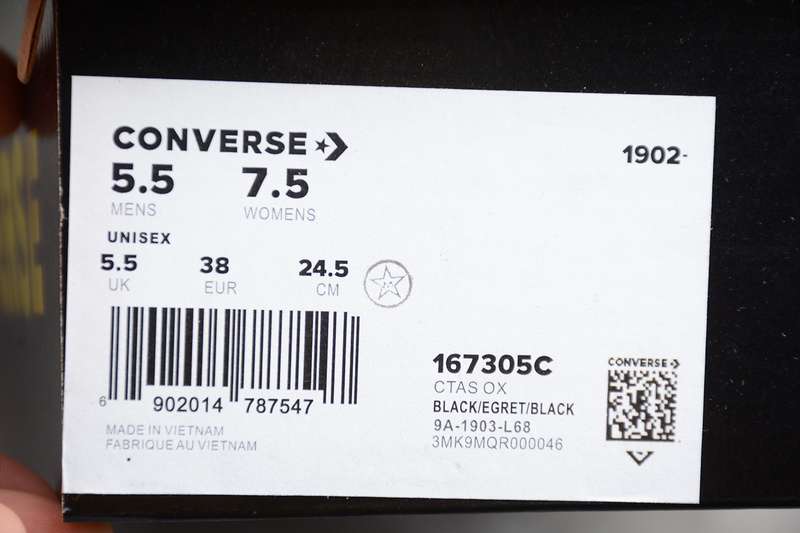 CONVERSE
1902-
5.5 7.5
MENS WOMENS
UNISEX
5.5 38 24.5
UK EUR CM
6 902014 787547
MADE IN VIETNAM
FABRIQUE AU VIETNAM
167305C
CTAS OX
BLACK/EGRET/BLACK
9A-1903-L68
3MK9MQR000046
CONVERSE